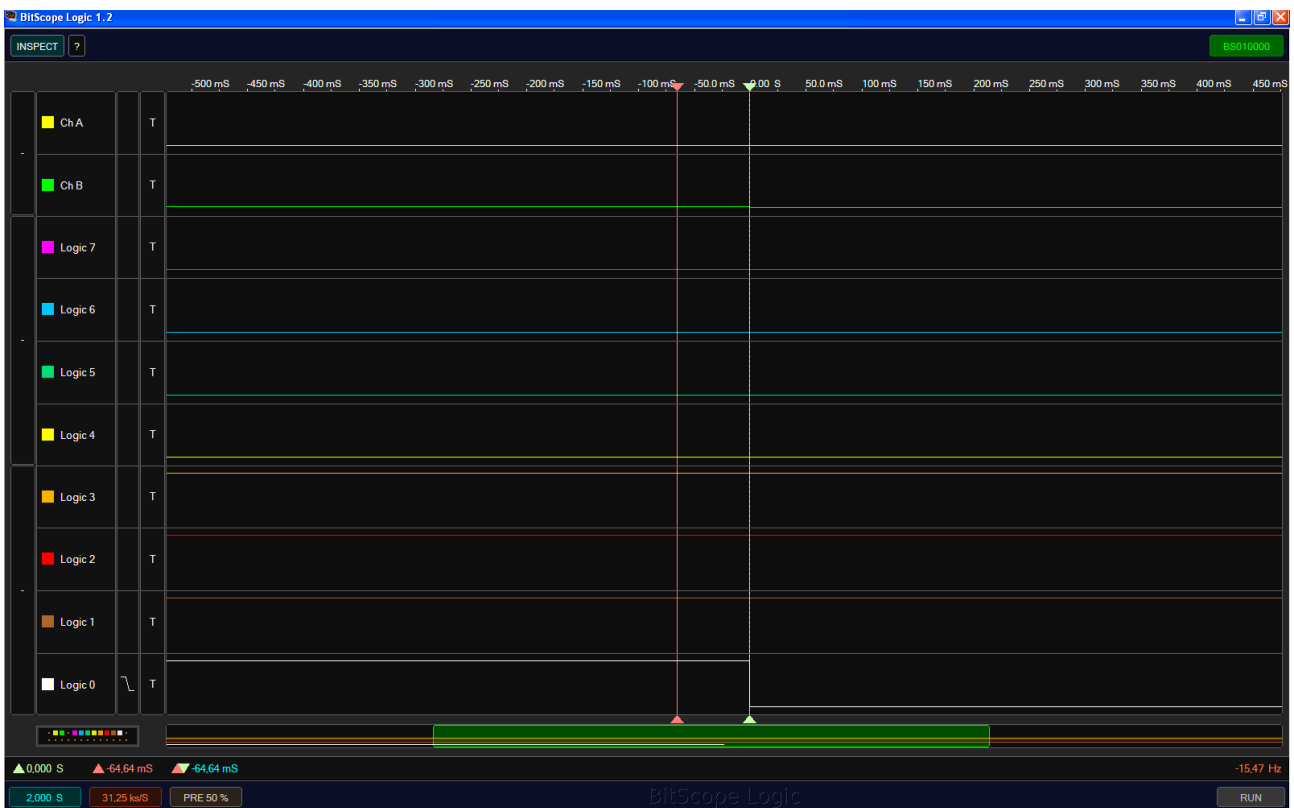 BitScope Logic 1.2
INSPECT ? BS010000
-500 mS -450 mS -400 mS -350 mS -300 mS -250 mS -200 mS -150 mS -100 mS -50.0 mS 0.00 S 50.0 mS 100 mS 150 mS 200 mS 250 mS 300 mS 350 mS 400 mS 450 mS
Ch A T
Ch B T
Logic 7 T
Logic 6 T
Logic 5 T
Logic 4 T
Logic 3 T
Logic 2 T
Logic 1 T
Logic 0 T
0,000 S -64,64 mS -64,64 mS -15,47 Hz
2,000 S 31,25 ks/S PRE 50 % BitScope Logic RUN